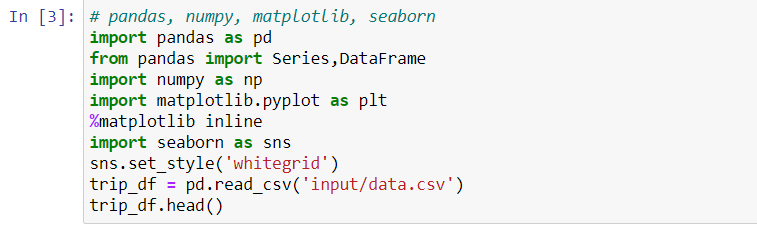 In [3]: # pandas, numpy, matplotlib, seaborn
import pandas as pd
from pandas import Series,DataFrame
import numpy as np
import matplotlib.pyplot as plt
%matplotlib inline
import seaborn as sns
sns.set_style('whitegrid')
trip_df = pd.read_csv('input/data.csv')
trip_df.head()